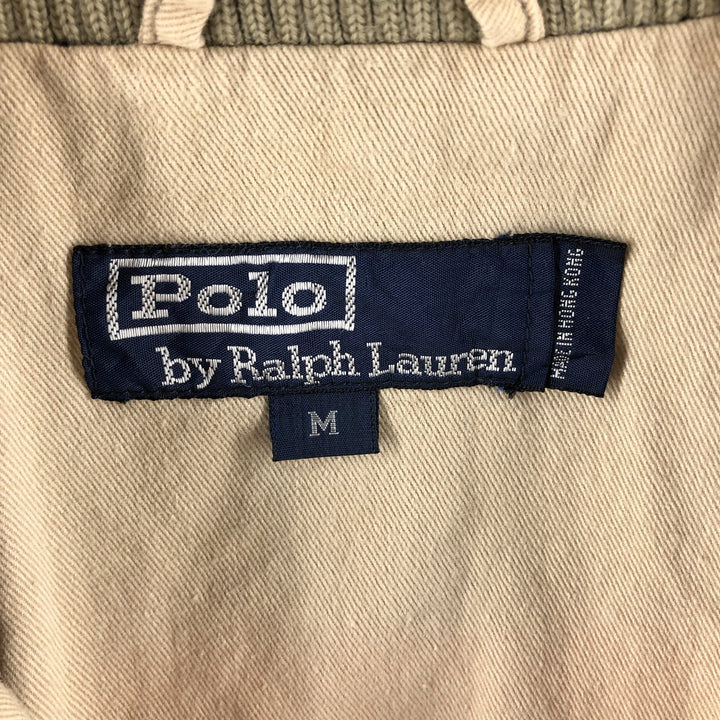 Polo
by Ralph Lauren
MADE IN HONG KONG
M